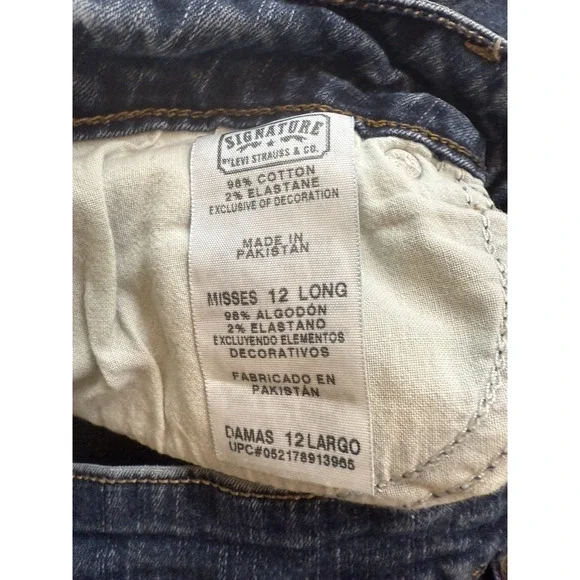 SIGNATURE
BY LEVI STRAUSS & CO.
98% COTTON
2% ELASTANE
EXCLUSIVE OF DECORATION
MADE IN
PAKISTAN
MISSES 12 LONG
98% ALGODÓN
2% ELASTANO
EXCLUYENDO ELEMENTOS
DECORATIVOS
FABRICADO EN
PAKISTÁN
DAMAS 12 LARGO
UPC#052178913965